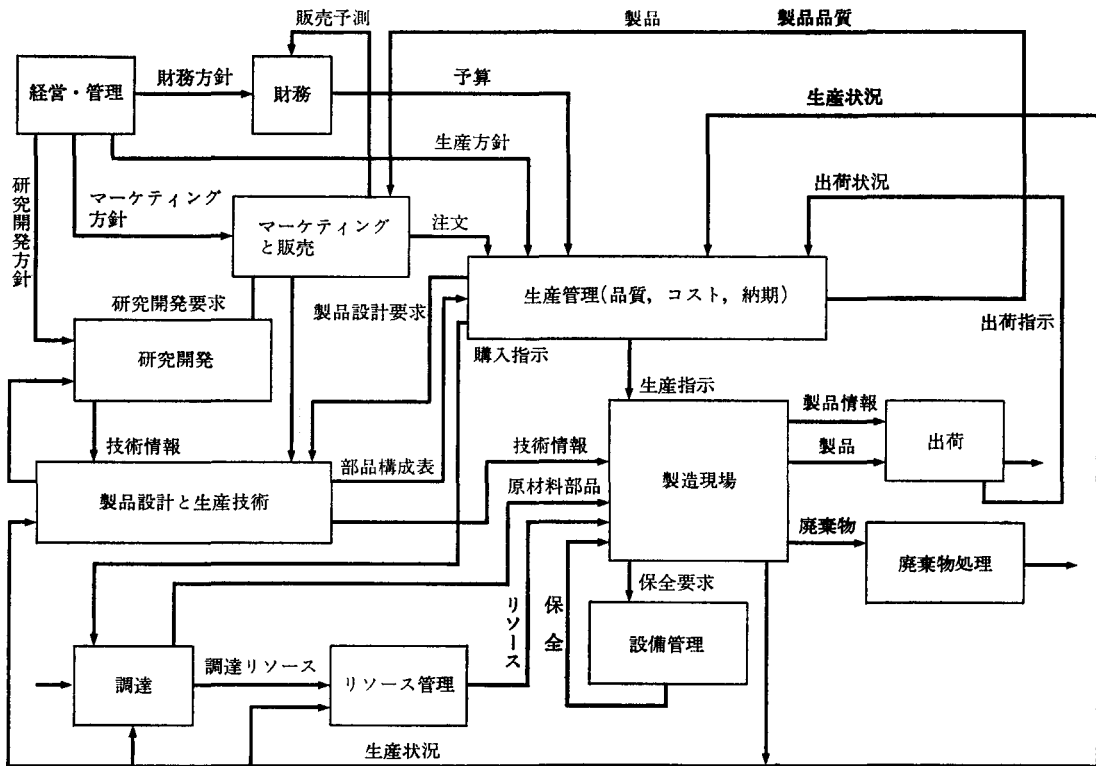 販売予測
製品
製品品質
経営・管理
財務方針
財務
予算
生産状況
生産方針
出荷状況
研究開発方針
マーケティング
方針
マーケティング
と販売
注文
生産管理(品質，コスト，納期)
研究開発要求
製品設計要求
出荷指示
研究開発
購入指示
生産指示
製品情報
出荷
技術情報
部品構成表
技術情報
製品
製造現場
製品設計と生産技術
原材料部品
廃棄物
廃棄物処理
保全要求
リソース
保全
設備管理
調達
調達リソース
リソース管理
生産状況